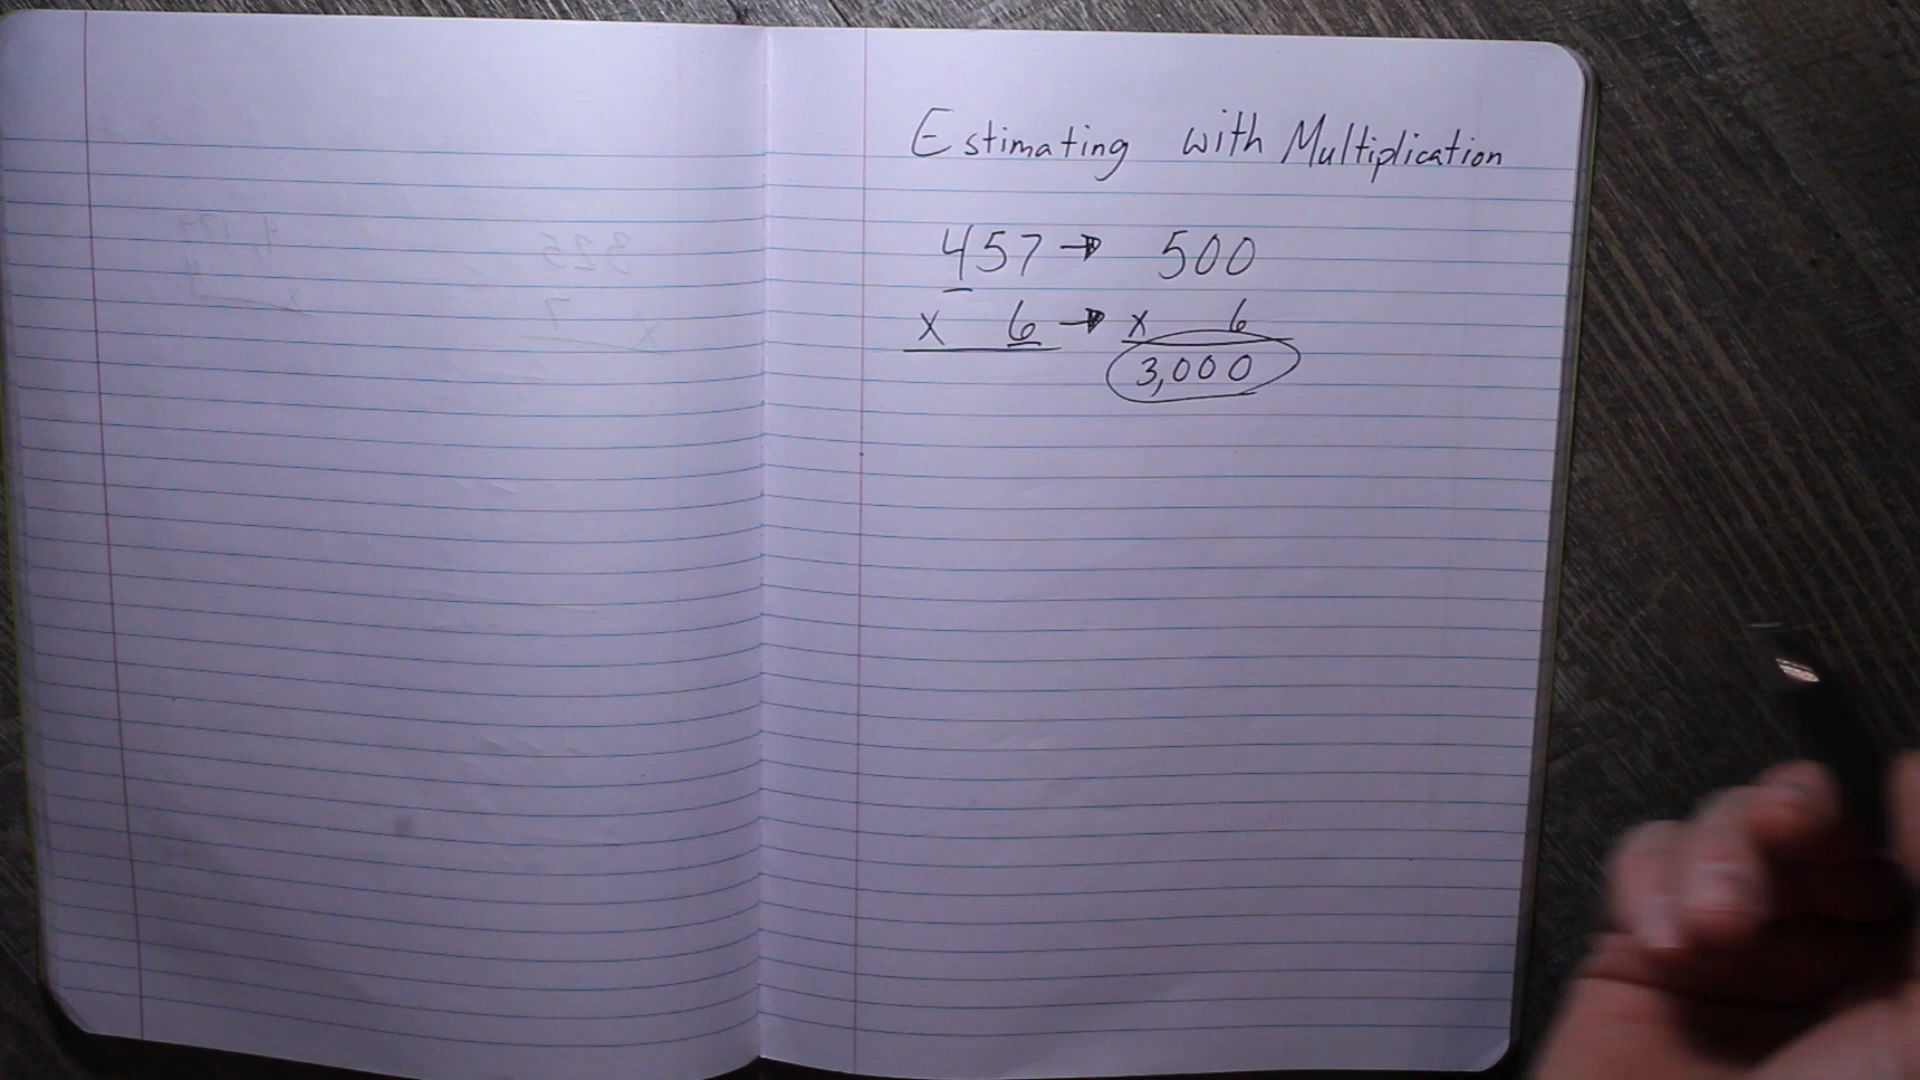 Estimating with Multiplication
457 → 500
x 6 → x 6
3,000